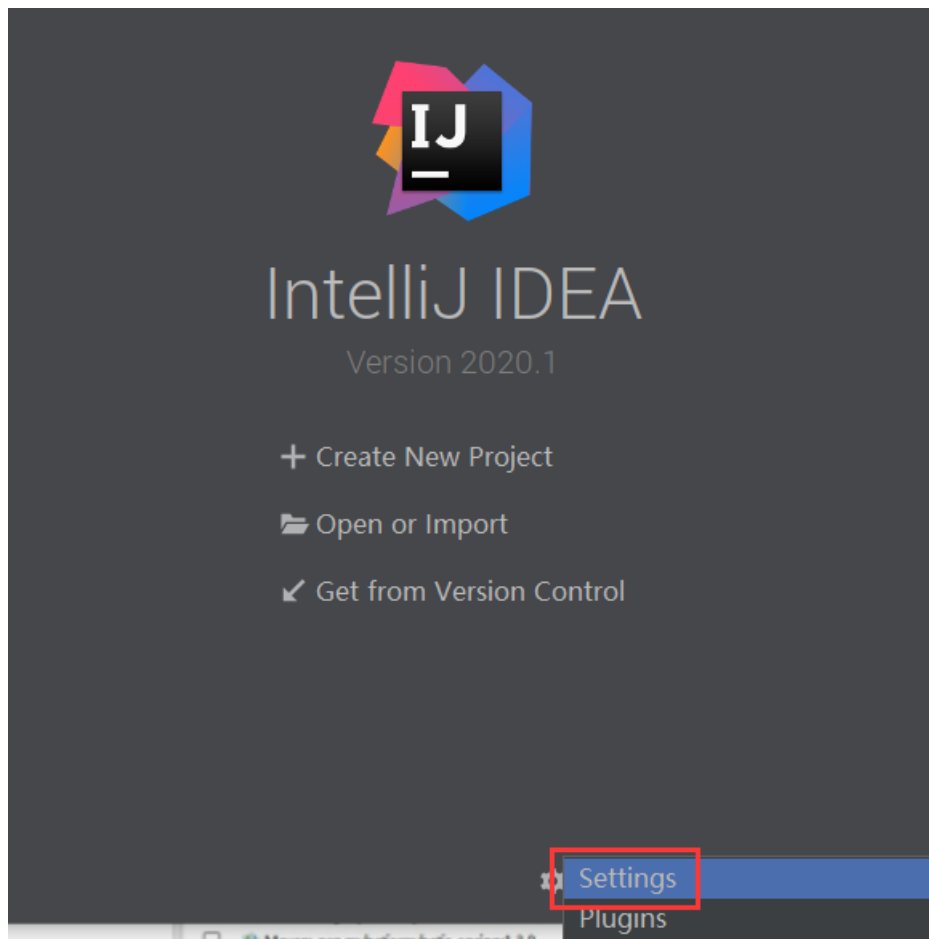 IJ
IntelliJ IDEA
Version 2020.1
Create New Project
Open or Import
Get from Version Control
Settings
Plugins